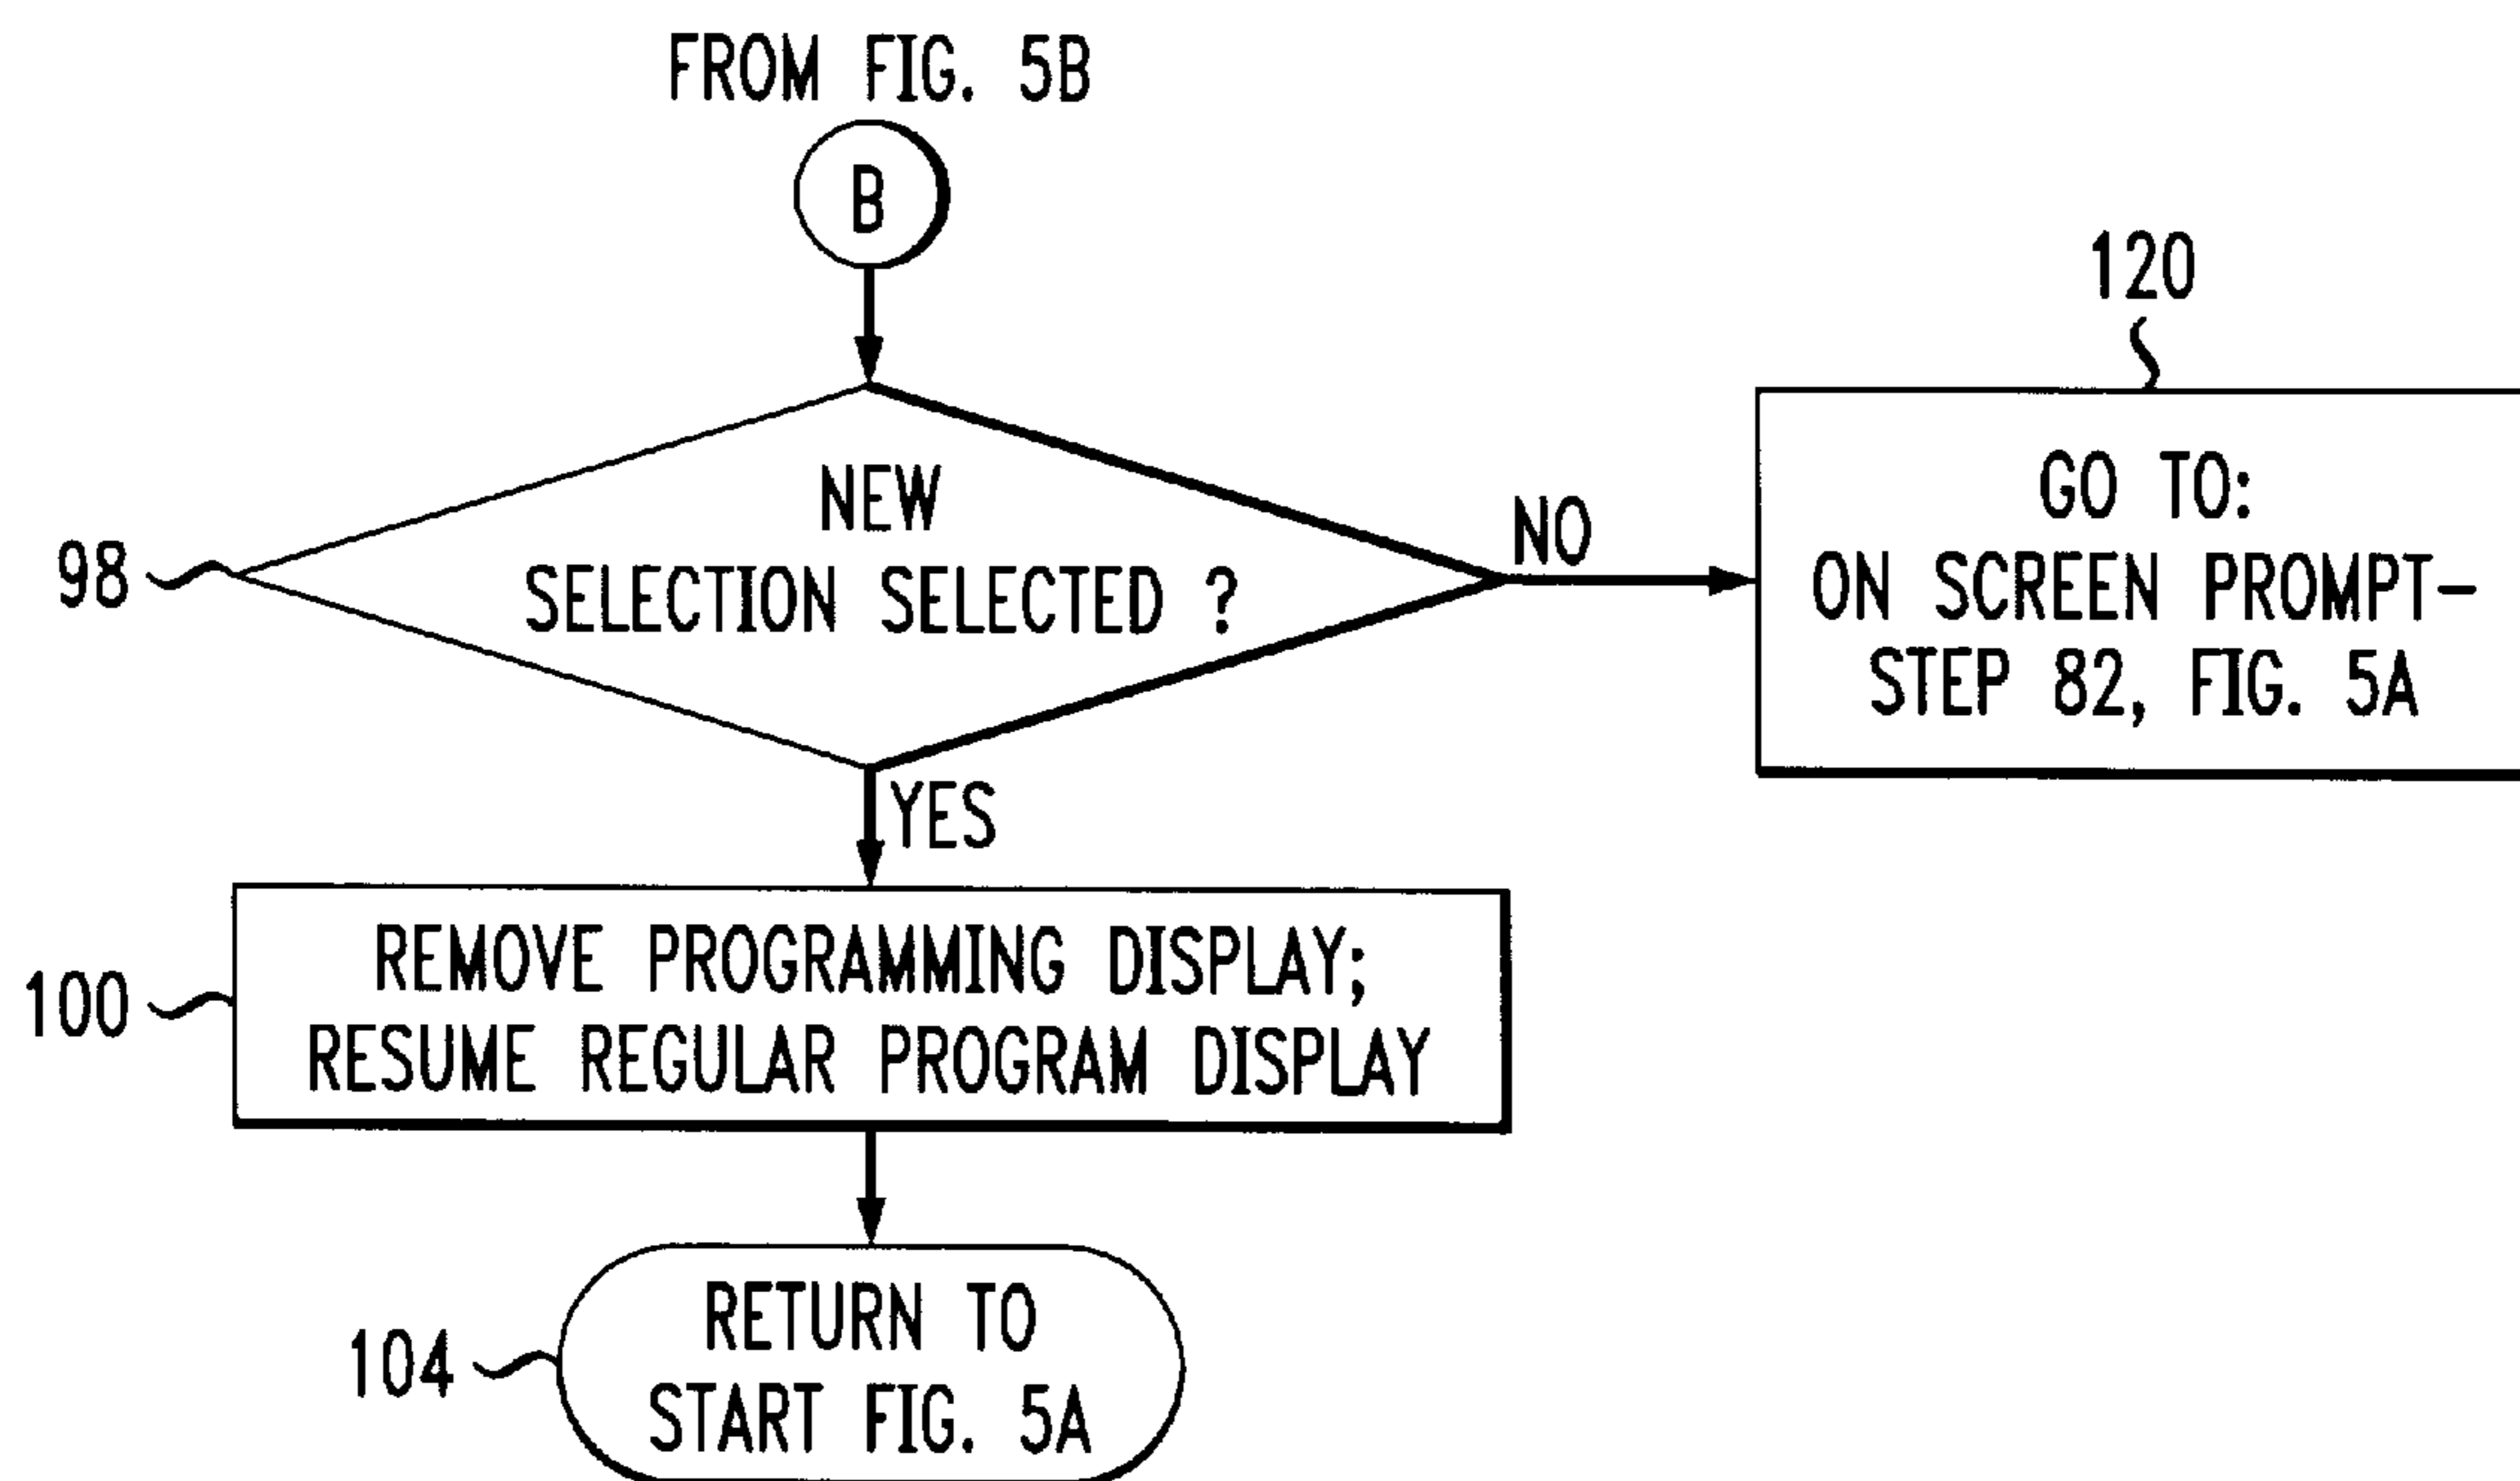 FROM FIG. 5B
B
120
NEW
SELECTION SELECTED ?
98
NO
GO TO:
ON SCREEN PROMPT-
STEP 82, FIG. 5A
YES
100
REMOVE PROGRAMMING DISPLAY;
RESUME REGULAR PROGRAM DISPLAY
104
RETURN TO
START FIG. 5A